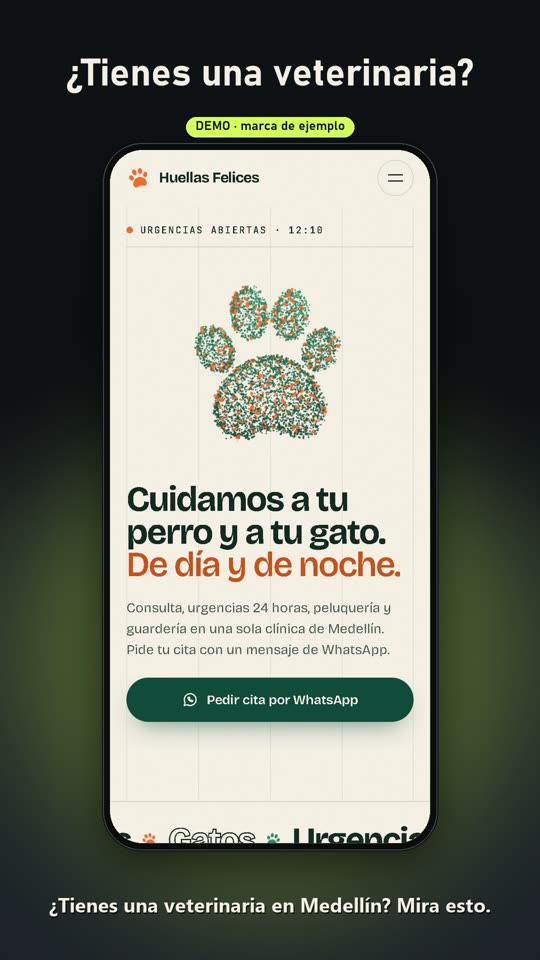 ¿Tienes una veterinaria?
DEMO · marca de ejemplo
Huellas Felices
URGENCIAS ABIERTAS · 12:10
Cuidamos a tu
perro y a tu gato.
De día y de noche.
Consulta, urgencias 24 horas, peluquería y
guardería en una sola clínica de Medellín.
Pide tu cita con un mensaje de WhatsApp.
Pedir cita por WhatsApp
s Gatos Urgencia
¿Tienes una veterinaria en Medellín? Mira esto.